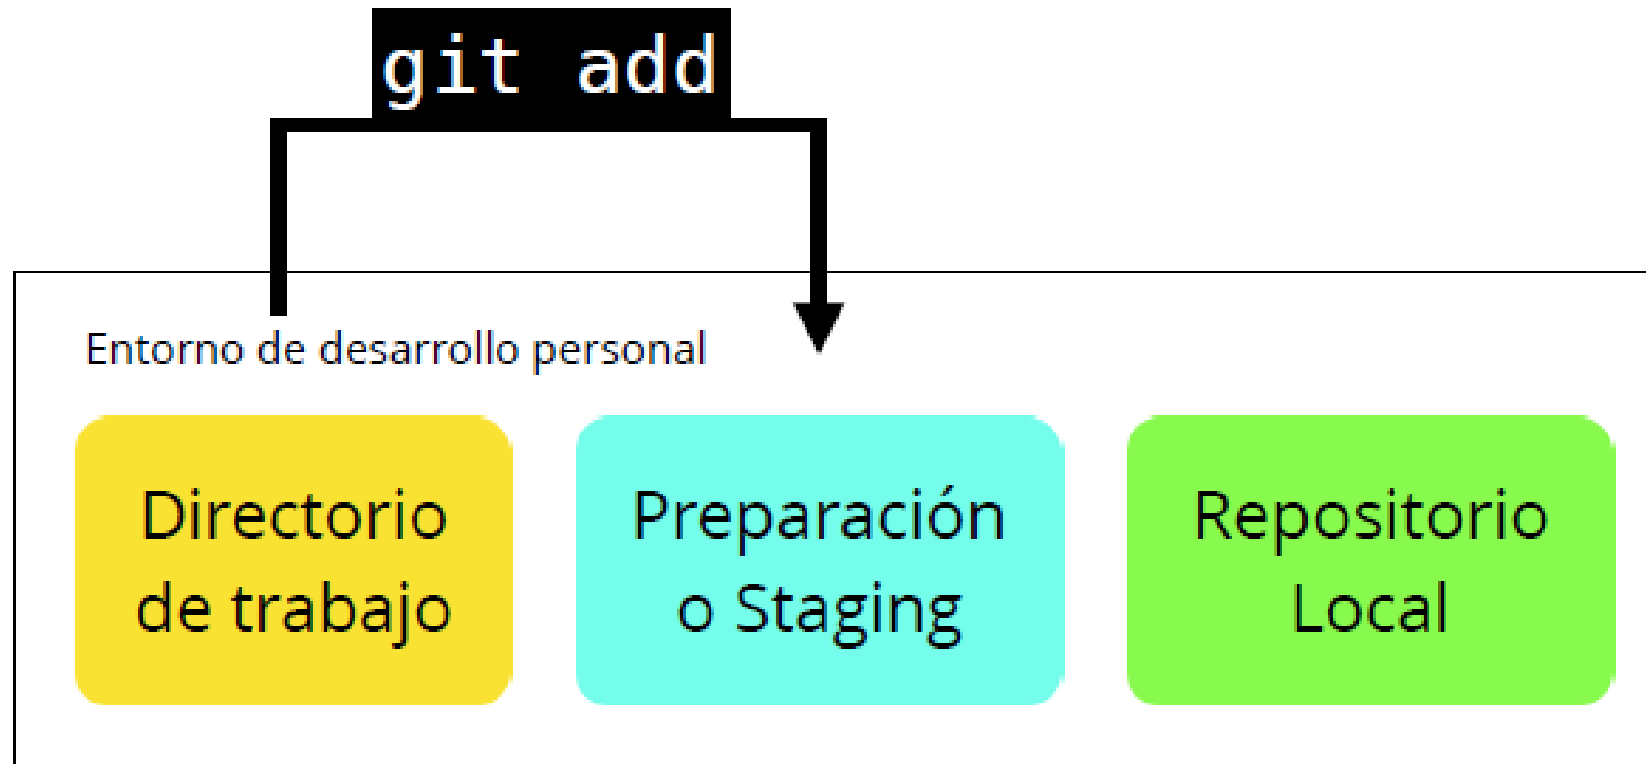 git add
Entorno de desarrollo personal
Directorio
de trabajo
Preparación
o Staging
Repositorio
Local